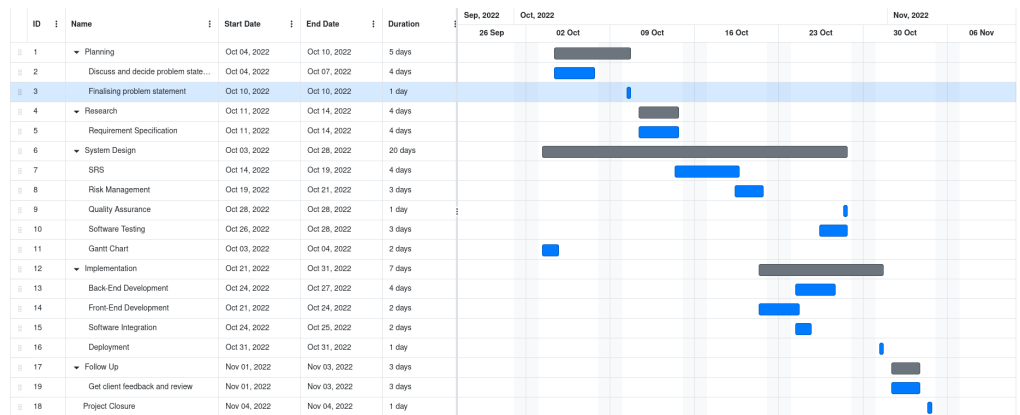 Sep, 2022 Oct, 2022 Nov, 2022
ID Name Start Date End Date Duration
26 Sep 02 Oct 09 Oct 16 Oct 23 Oct 30 Oct 06 Nov
1 Planning Oct 04, 2022 Oct 10, 2022 5 days
2 Discuss and decide problem state... Oct 04, 2022 Oct 07, 2022 4 days
3 Finalising problem statement Oct 10, 2022 Oct 10, 2022 1 day
4 Research Oct 11, 2022 Oct 14, 2022 4 days
5 Requirement Specification Oct 11, 2022 Oct 14, 2022 4 days
6 System Design Oct 03, 2022 Oct 28, 2022 20 days
7 SRS Oct 14, 2022 Oct 19, 2022 4 days
8 Risk Management Oct 19, 2022 Oct 21, 2022 3 days
9 Quality Assurance Oct 28, 2022 Oct 28, 2022 1 day
10 Software Testing Oct 26, 2022 Oct 28, 2022 3 days
11 Gantt Chart Oct 03, 2022 Oct 04, 2022 2 days
12 Implementation Oct 21, 2022 Oct 31, 2022 7 days
13 Back-End Development Oct 24, 2022 Oct 27, 2022 4 days
14 Front-End Development Oct 21, 2022 Oct 24, 2022 2 days
15 Software Integration Oct 24, 2022 Oct 25, 2022 2 days
16 Deployment Oct 31, 2022 Oct 31, 2022 1 day
17 Follow Up Nov 01, 2022 Nov 03, 2022 3 days
19 Get client feedback and review Nov 01, 2022 Nov 03, 2022 3 days
18 Project Closure Nov 04, 2022 Nov 04, 2022 1 day